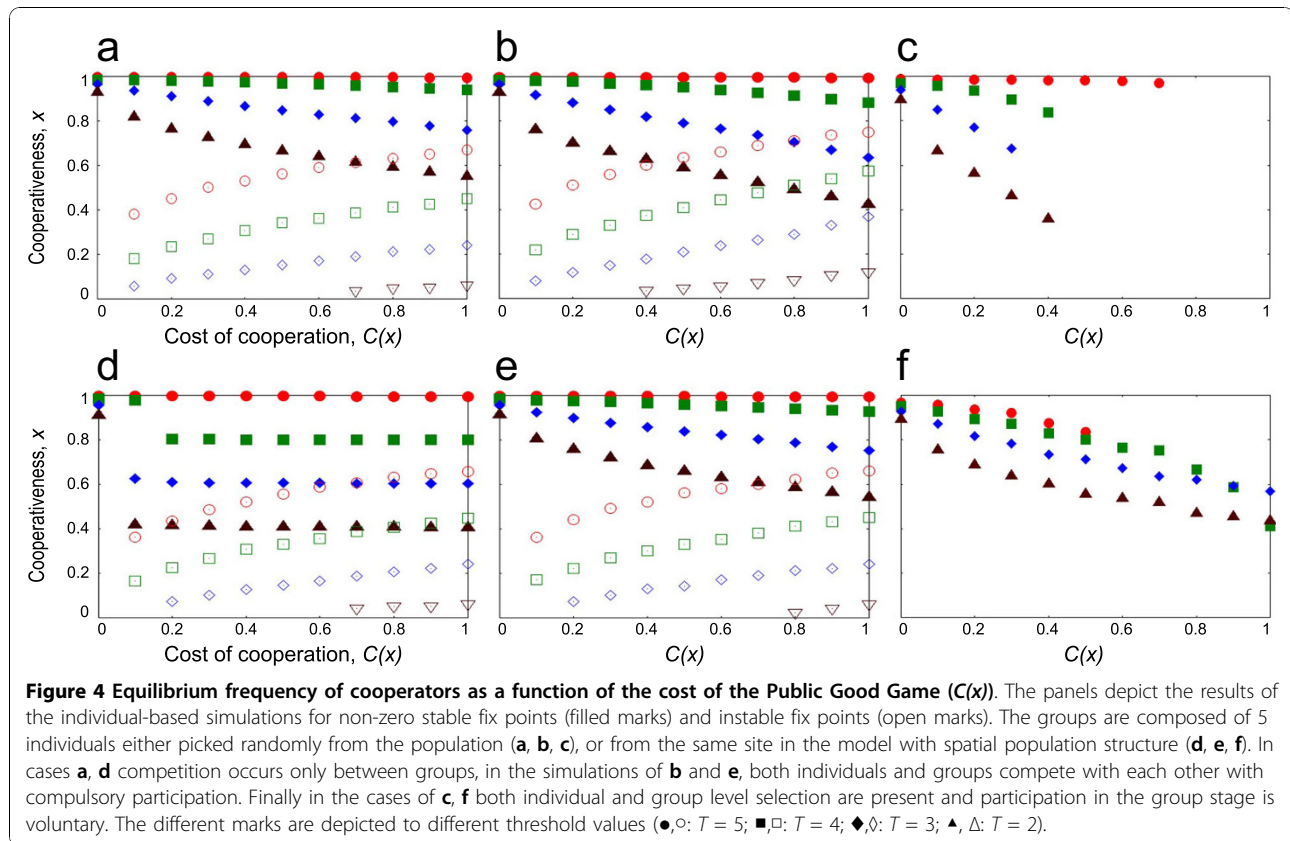 a
b
c
1
0.8
0.6
0.4
0.2
0
Cooperativeness, x
0 0.2 0.4 0.6 0.8 1
0 0.2 0.4 0.6 0.8 1
0 0.2 0.4 0.6 0.8 1
Cost of cooperation, C(x)
C(x)
C(x)
d
e
f
1
0.8
0.6
0.4
0.2
0
Cooperativeness, x
0 0.2 0.4 0.6 0.8 1
0 0.2 0.4 0.6 0.8 1
0 0.2 0.4 0.6 0.8 1
Cost of cooperation, C(x)
C(x)
C(x)
Figure 4 Equilibrium frequency of cooperators as a function of the cost of the Public Good Game (C(x)). The panels depict the results of
the individual-based simulations for non-zero stable fix points (filled marks) and instable fix points (open marks). The groups are composed of 5
individuals either picked randomly from the population (a, b, c), or from the same site in the model with spatial population structure (d, e, f). In
cases a, d competition occurs only between groups, in the simulations of b and e, both individuals and groups compete with each other with
compulsory participation. Finally in the cases of c, f both individual and group level selection are present and participation in the group stage is
voluntary. The different marks are depicted to different threshold values (●,○: T = 5; ■,□: T = 4; ◆,◊: T = 3; ▲, Δ: T = 2).